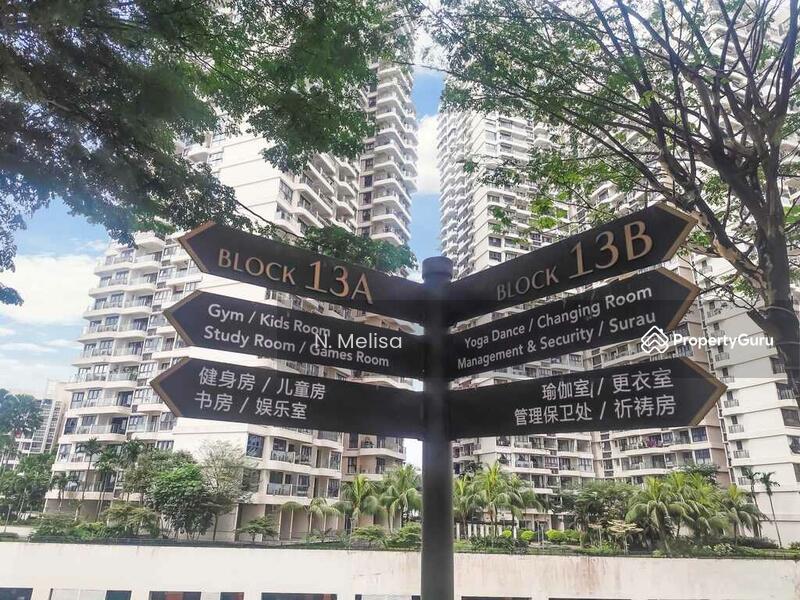 BLOCK 13A
Gym / Kids Room
Study Room / Games Room
健身房 / 儿童房
书房 / 娱乐室
BLOCK 13B
Yoga Dance / Changing Room
Management & Security / Surau
瑜伽室 / 更衣室
管理保卫处 / 祈祷房
N. Melisa
PropertyGuru